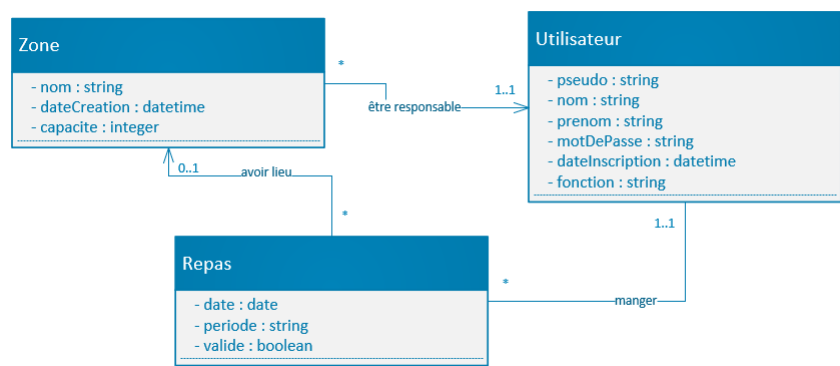 Zone
- nom : string
- dateCreation : datetime
- capacite : integer
*
être responsable
1..1
Utilisateur
- pseudo : string
- nom : string
- prenom : string
- motDePasse : string
- dateInscription : datetime
- fonction : string
0..1
avoir lieu
*
1..1
Repas
- date : date
- periode : string
- valide : boolean
*
manger